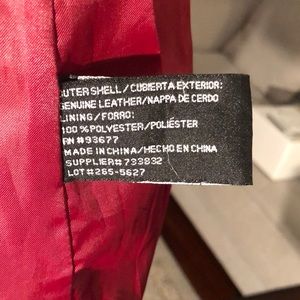 OUTER SHELL/CUBIERTA EXTERIOR:
GENUINE LEATHER/NAPPA DE CERDO
LINING/FORRO:
100% POLYESTER/POLIÉSTER
RN #93677
MADE IN CHINA/HECHO EN CHINA
SUPPLIER# 733832
LOT #265-5627